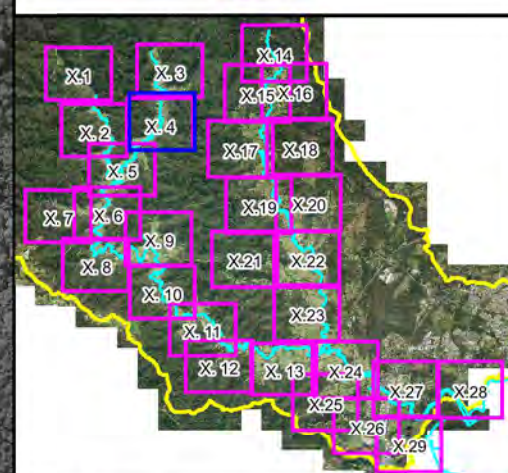 X.1
X. 3
X.14
X.15
X.16
X. 2
X. 4
X.17
X.18
X. 5
X. 7
X. 6
X.19
X.20
X. 9
X. 8
X.21
X.22
X. 10
X. 11
X.23
X. 12
X. 13
X.24
X.27
X.28
X.25
X.26
X.29